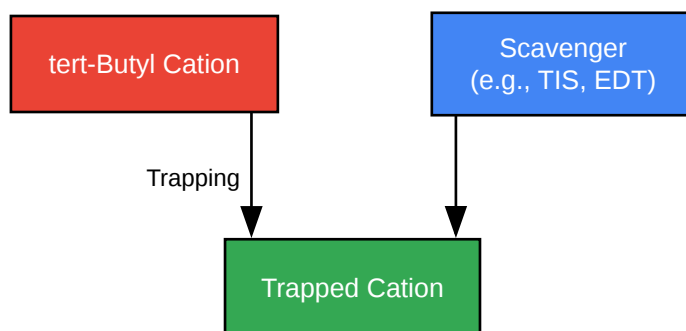 tert-Butyl Cation
Scavenger
(e.g., TIS, EDT)
Trapping
Trapped Cation